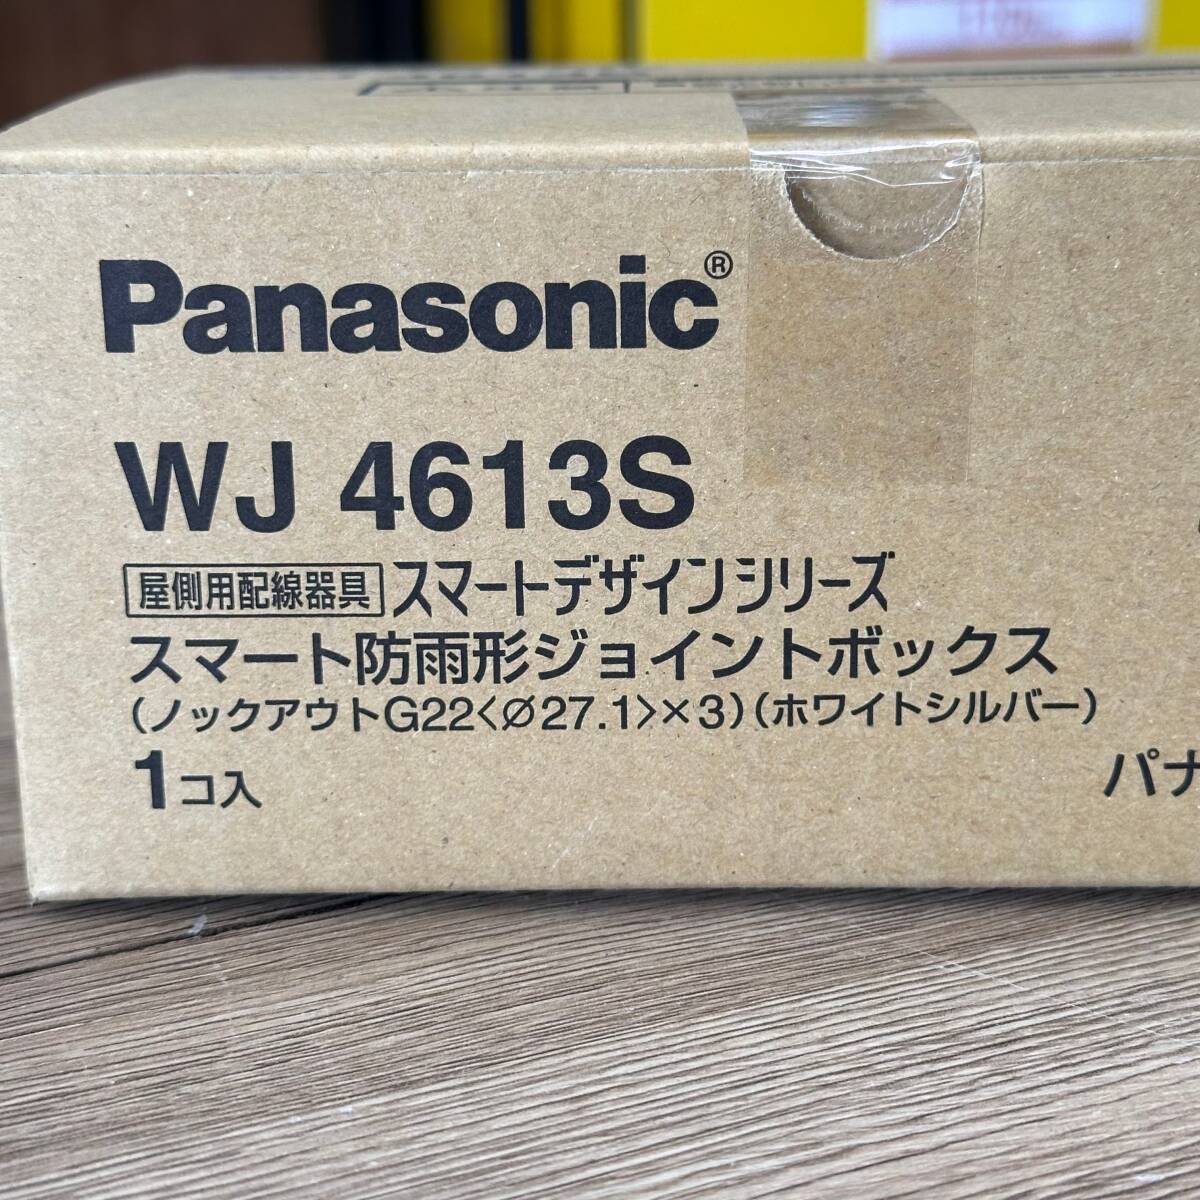 Panasonic®
WJ 4613S
屋側用配線器具 スマートデザインシリーズ
スマート防雨形ジョイントボックス
(ノックアウトG22<Ø27.1>×3)(ホワイトシルバー)
1コ入
パナ